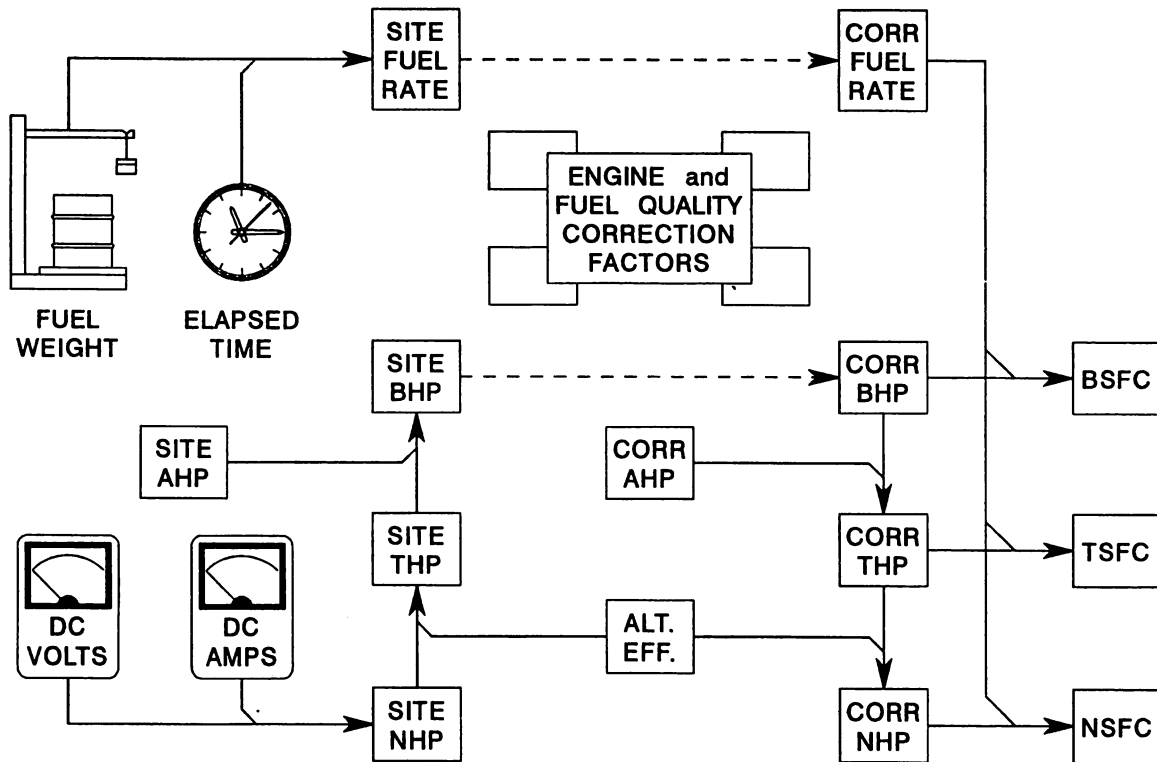 SITE
FUEL
RATE
CORR
FUEL
RATE
ENGINE and
FUEL QUALITY
CORRECTION
FACTORS
FUEL
WEIGHT
ELAPSED
TIME
SITE
BHP
CORR
BHP
BSFC
SITE
AHP
CORR
AHP
SITE
THP
CORR
THP
TSFC
DC
VOLTS
DC
AMPS
ALT.
EFF.
SITE
NHP
CORR
NHP
NSFC